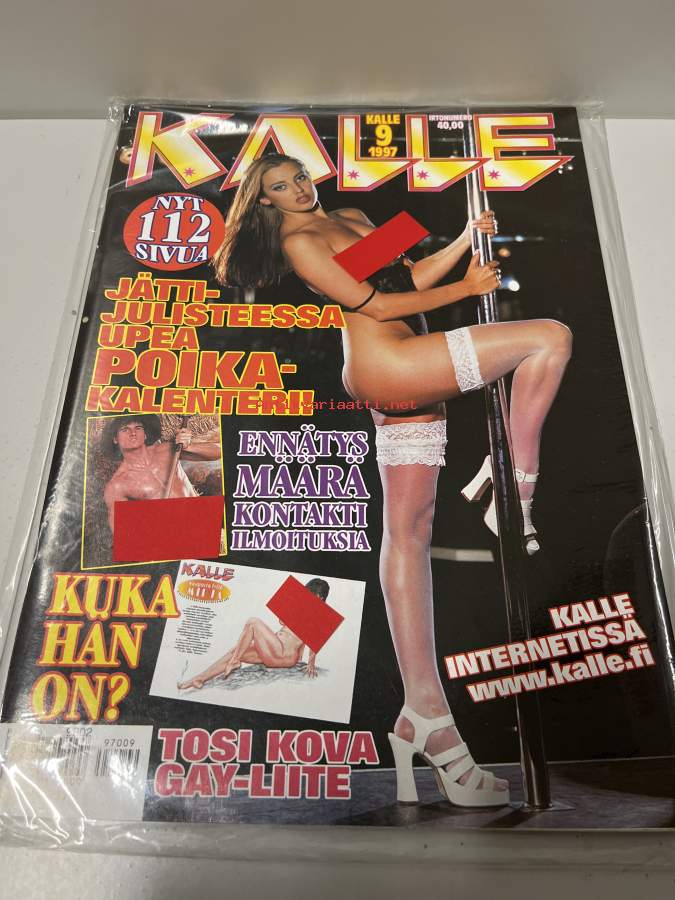 KALLE
KALLE
9
1997
IRTONUMERO
40,00
NYT
112
SIVUA
JÄTTI-
JULISTEESSA
UPEA
POIKA-
KALENTERI!
ENNÄTYS
MÄÄRÄ
KONTAKTI
ILMOITUKSIA
KALLE
KUKA
HÄN
ON?
KALLE
INTERNETISSÄ
www.kalle.fi
97009
TOSI KOVA
GAY-LIITE